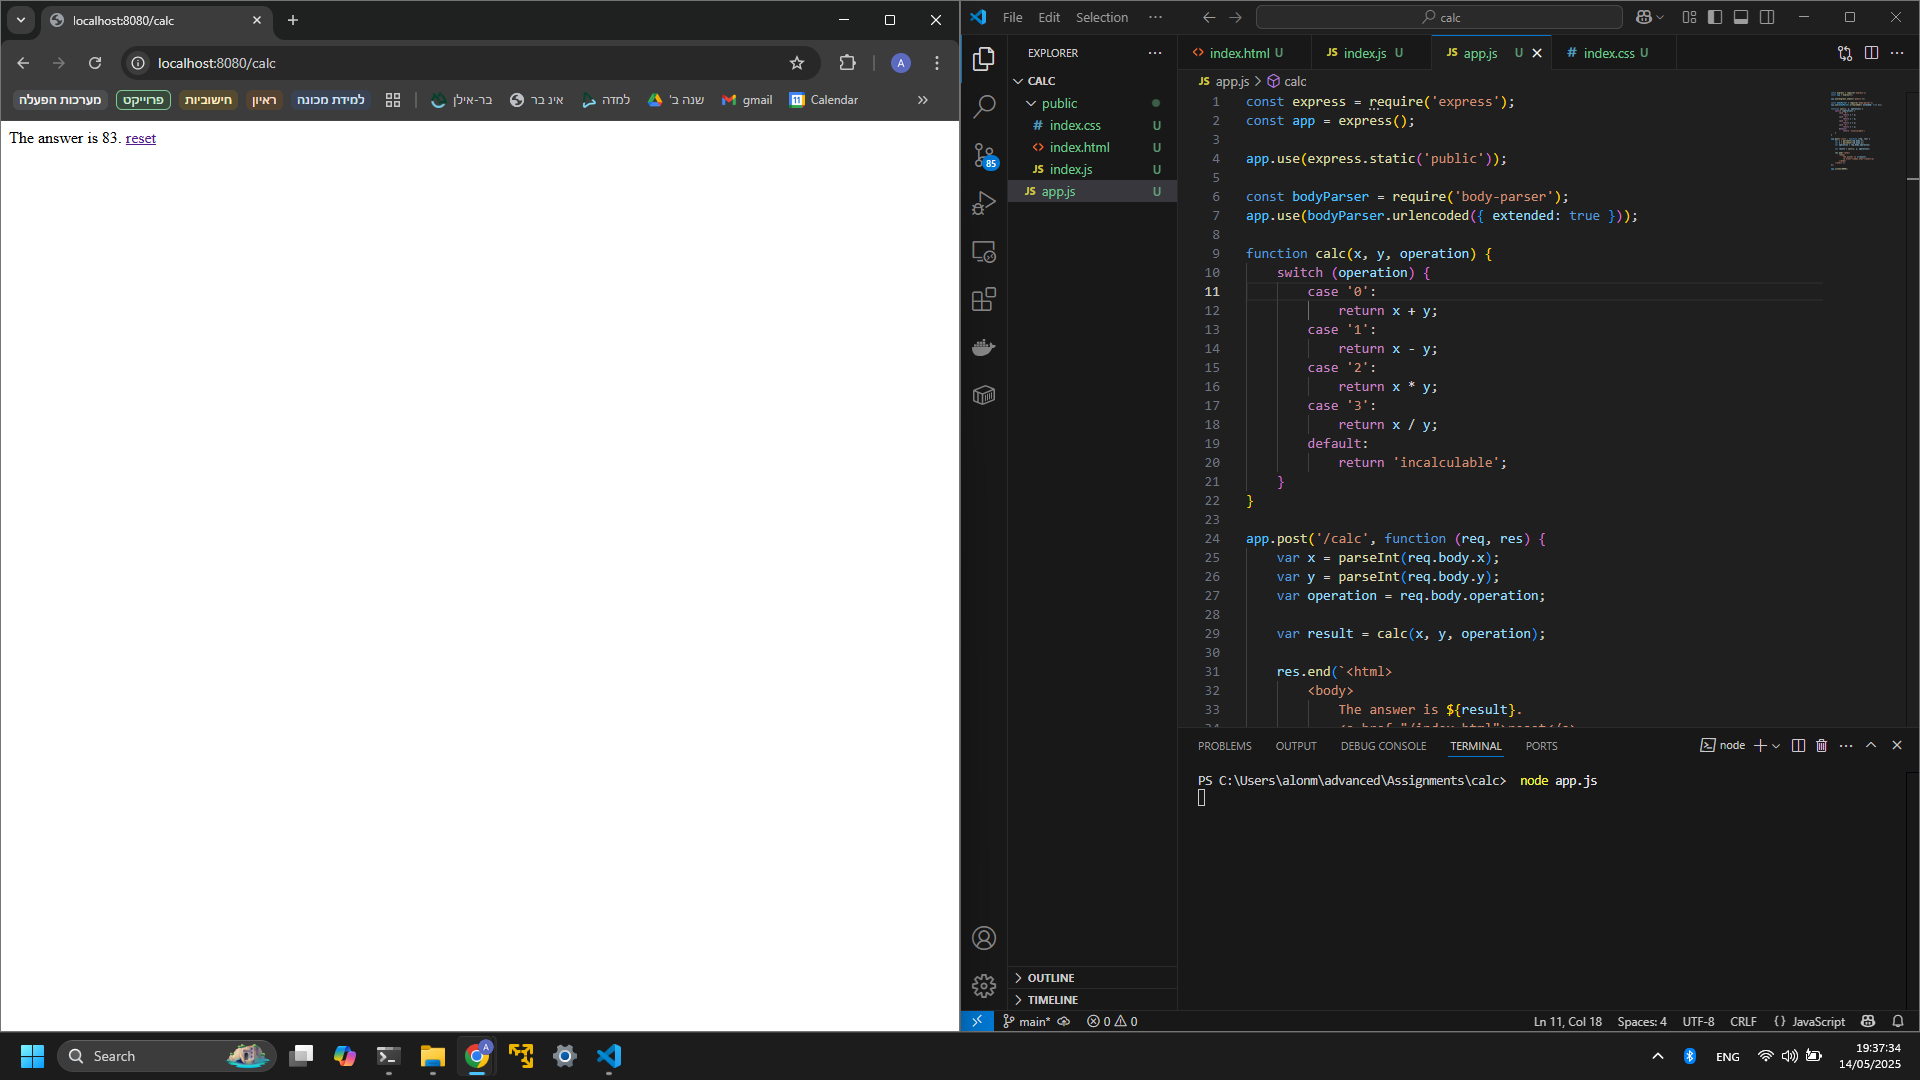 localhost:8080/calc
localhost:8080/calc
A
מערכות הפעלה
פרוייקט
חישוביות
ראיון
למידת מכונה
בר-אילן
אינ בר
למדה
שנה ב'
gmail
Calendar
The answer is 83. reset
File Edit Selection
calc
EXPLORER
CALC
public
# index.css U
<> index.html U
JS index.js U
JS app.js U
85
OUTLINE
TIMELINE
<> index.html U
JS index.js U
JS app.js U
# index.css U
JS app.js > calc
1 const express = require('express');
2 const app = express();
3
4 app.use(express.static('public'));
5
6 const bodyParser = require('body-parser');
7 app.use(bodyParser.urlencoded({ extended: true }));
8
9 function calc(x, y, operation) {
10 switch (operation) {
11 case '0':
12 return x + y;
13 case '1':
14 return x - y;
15 case '2':
16 return x * y;
17 case '3':
18 return x / y;
19 default:
20 return 'incalculable';
21 }
22 }
23
24 app.post('/calc', function (req, res) {
25 var x = parseInt(req.body.x);
26 var y = parseInt(req.body.y);
27 var operation = req.body.operation;
28
29 var result = calc(x, y, operation);
30
31 res.end(`<html>
32 <body>
33 The answer is ${result}.
PROBLEMS OUTPUT DEBUG CONSOLE TERMINAL PORTS
node
PS C:\Users\alonm\advanced\Assignments\calc> node app.js
main* 0 0
Ln 11, Col 18 Spaces: 4 UTF-8 CRLF {} JavaScript
Search
A
ENG
19:37:34
14/05/2025